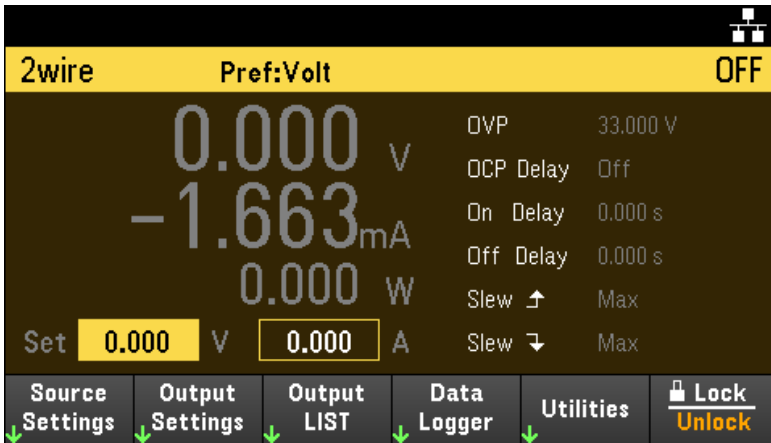 2wire Pref:Volt OFF
0.000 V
-1.663mA
0.000 W
Set 0.000 V 0.000 A
OVP 33.000 V
OCP Delay Off
On Delay 0.000 s
Off Delay 0.000 s
Slew Max
Slew Max
Source Settings
Output Settings
Output LIST
Data Logger
Utilities
Lock
Unlock